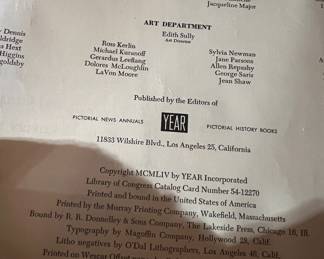 Jacqueline Major
ART DEPARTMENT
Edith Sully
Art Director
Dennis
Ross Kerlin
Sylvia Newman
Michael Kurunoff
Jane Parsons
Hext
Gerardus Leeflang
Allen Repashy
Higgins
Dolores McLoughlin
George Saris
LaVon Moore
Jean Shaw
Published by the Editors of
PICTORIAL NEWS ANNUALS YEAR PICTORIAL HISTORY BOOKS
11833 Wilshire Blvd., Los Angeles 25, California
Copyright MCMLIV by YEAR Incorporated
Library of Congress Catalog Card Number 54-12270
Printed and bound in the United States of America
Printed by the Murray Printing Company, Wakefield, Massachusetts
Bound by R. R. Donnelley & Sons Company, The Lakeside Press, Chicago 16, Ill.
Typography by Magoffin Company, Hollywood 28, Calif.
Litho negatives by O'Dal Lithographers, Los Angeles 46, Calif.
Printed on